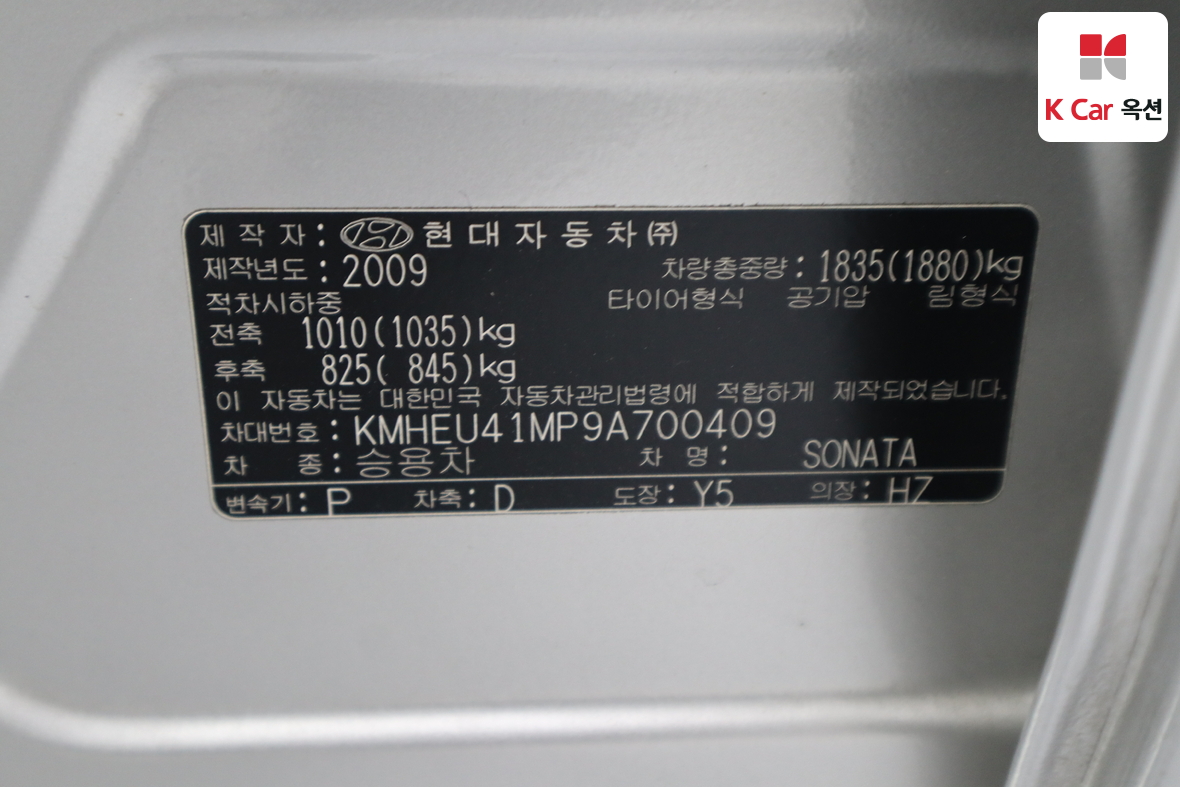 K Car 옥션
제 작 자 : 현 대 자 동 차 ㈜
제작년도 : 2009 차량총중량 : 1835(1880)kg
적차시하중 타이어형식 공기압 림형식
전축 1010(1035)kg
후축 825( 845)kg
이 자동차는 대한민국 자동차관리법령에 적합하게 제작되었습니다.
차대번호 : KMHEU41MP9A700409
차 종 : 승용차 차 명 : SONATA
변속기 : P 차축 : D 도장 : Y5 의장 : HZ